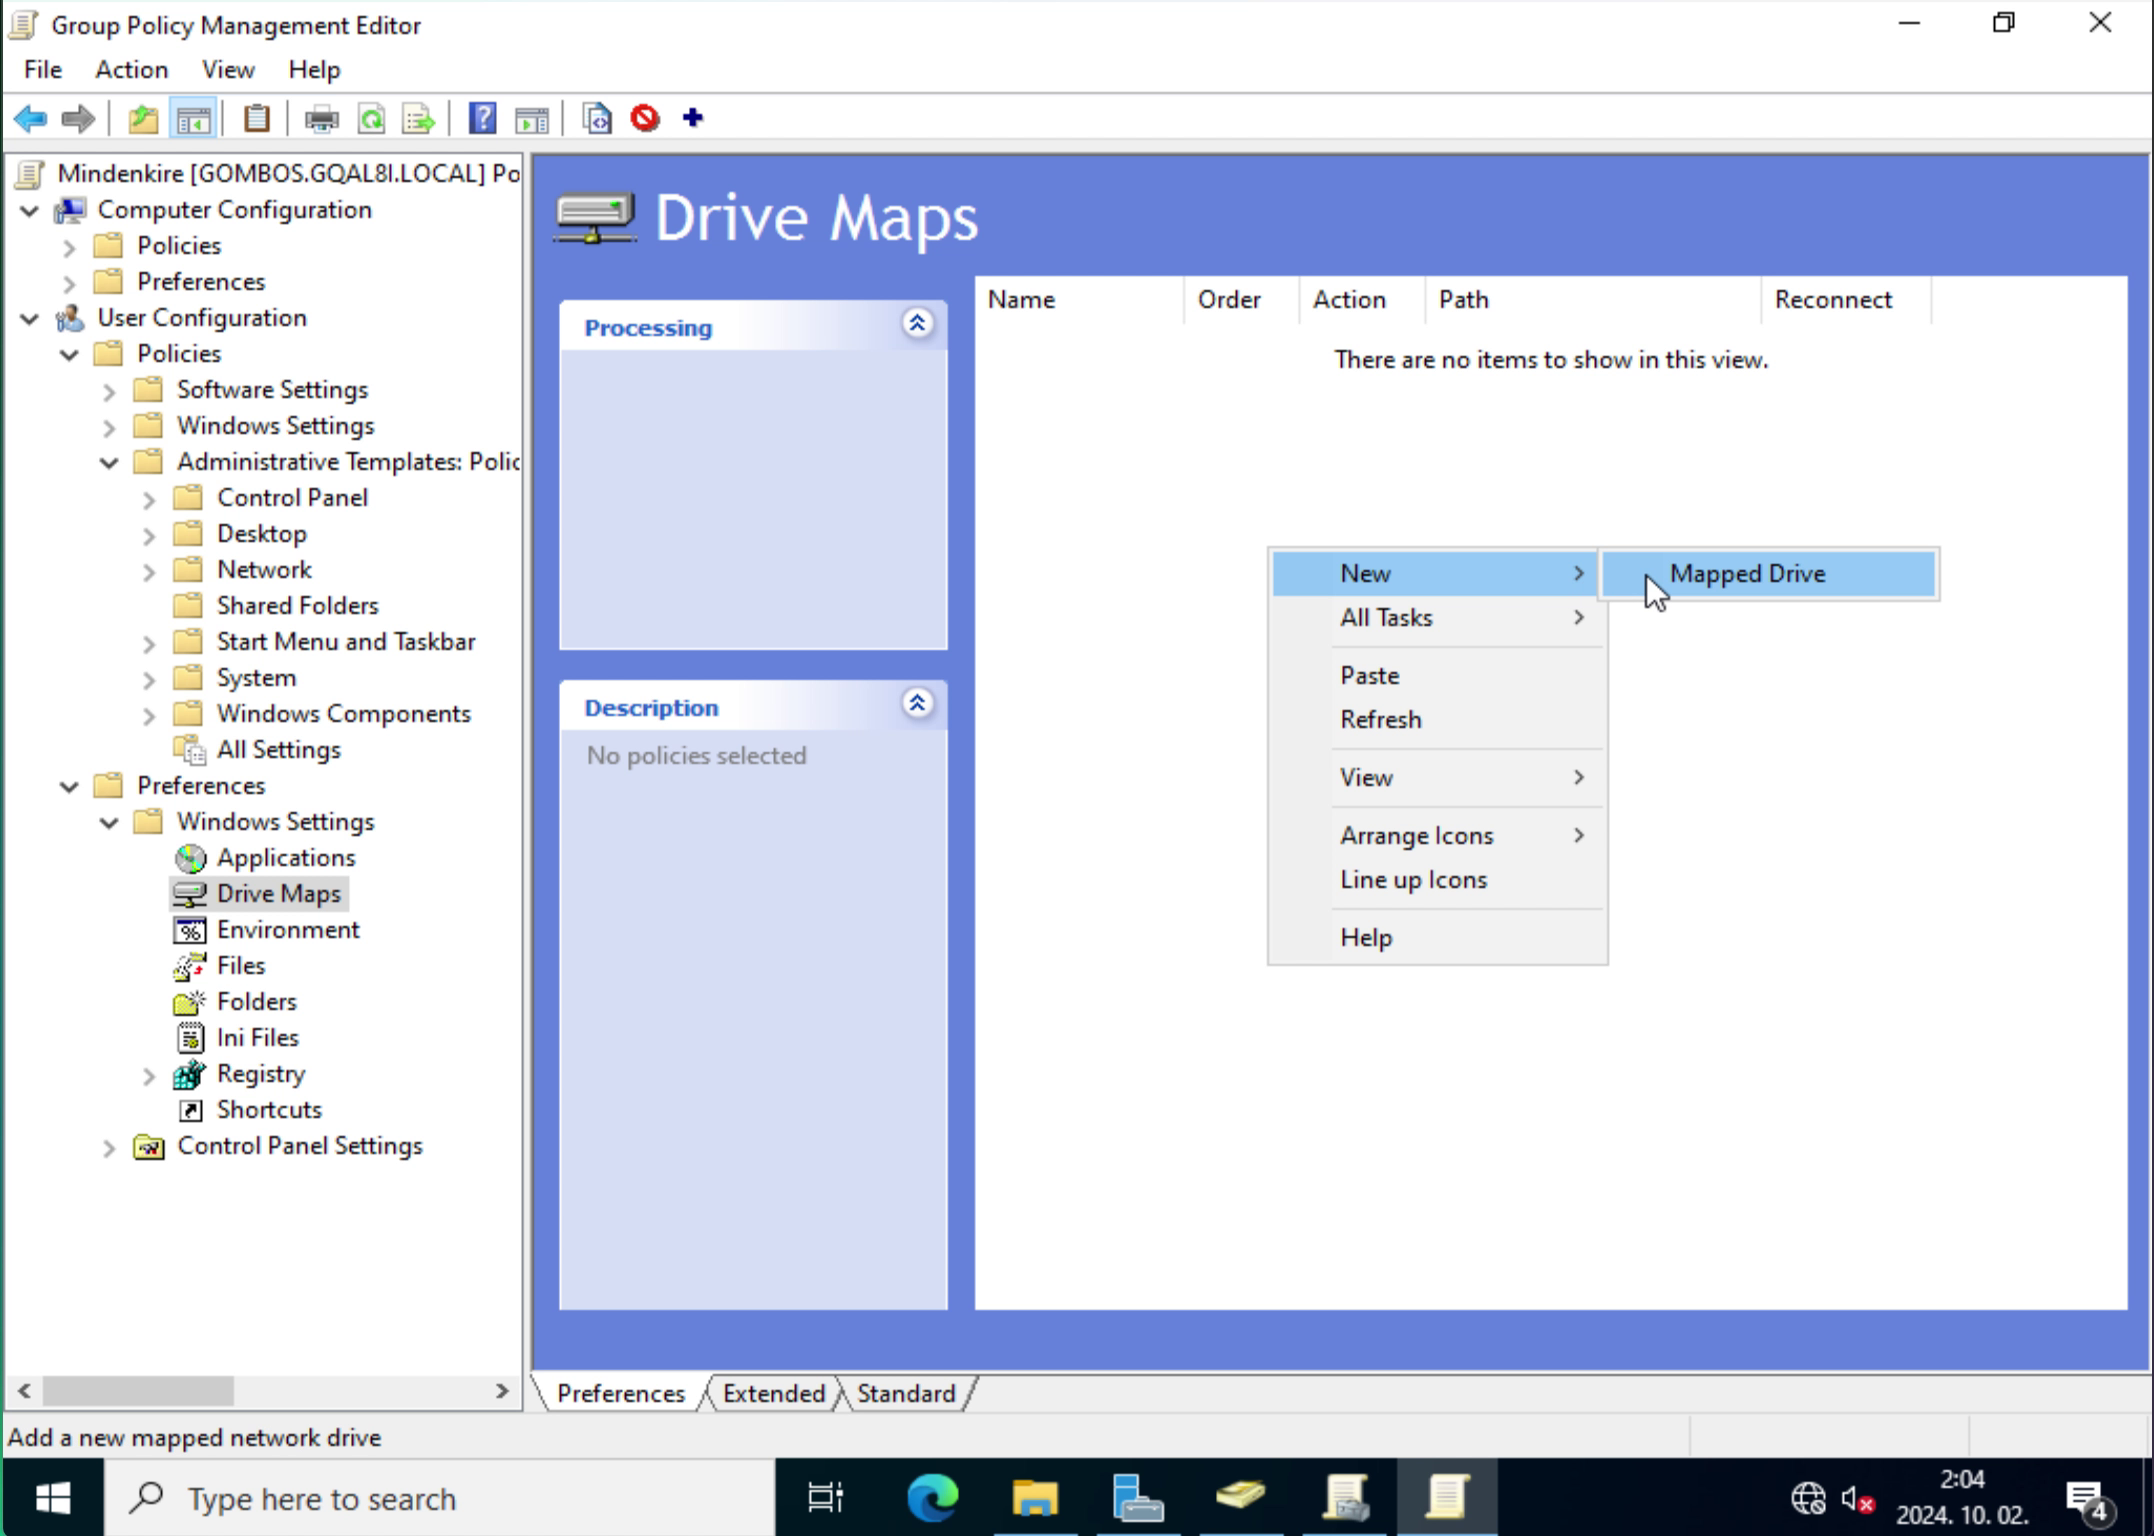 Group Policy Management Editor
File Action View Help
Mindenkire [GOMBOS.GQAL8I.LOCAL] Po
Computer Configuration
Policies
Preferences
User Configuration
Policies
Software Settings
Windows Settings
Administrative Templates: Polic
Control Panel
Desktop
Network
Shared Folders
Start Menu and Taskbar
System
Windows Components
All Settings
Preferences
Windows Settings
Applications
Drive Maps
Environment
Files
Folders
Ini Files
Registry
Shortcuts
Control Panel Settings
Drive Maps
Processing
Description
No policies selected
Name Order Action Path Reconnect
There are no items to show in this view.
New
Mapped Drive
All Tasks
Paste
Refresh
View
Arrange Icons
Line up Icons
Help
Preferences Extended Standard
Add a new mapped network drive
Type here to search
2:04
2024. 10. 02.
4